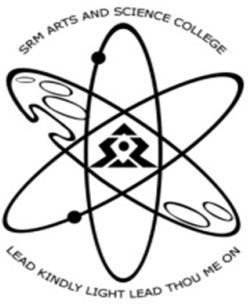 SRM ARTS AND SCIENCE COLLEGE
LEAD KINDLY LIGHT LEAD THOU ME ON